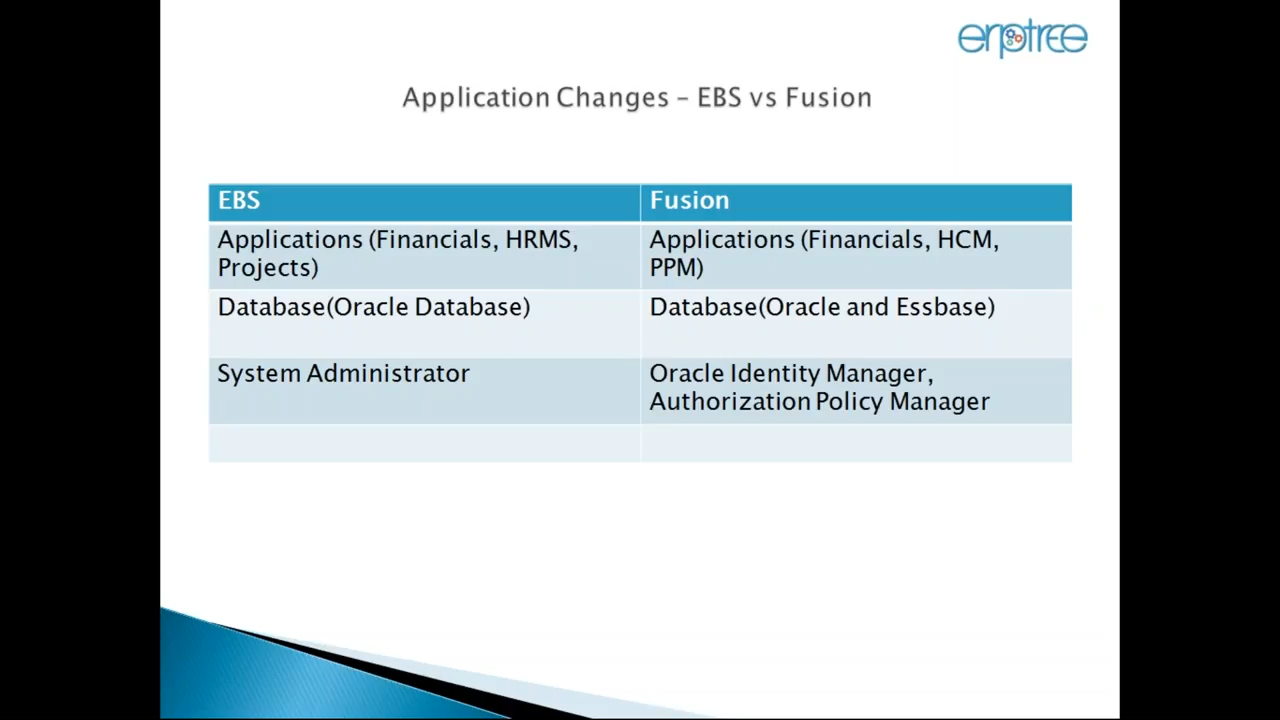 erptree
Application Changes – EBS vs Fusion
EBS
Fusion
Applications (Financials, HRMS,
Projects)
Applications (Financials, HCM,
PPM)
Database(Oracle Database)
Database(Oracle and Essbase)
System Administrator
Oracle Identity Manager,
Authorization Policy Manager